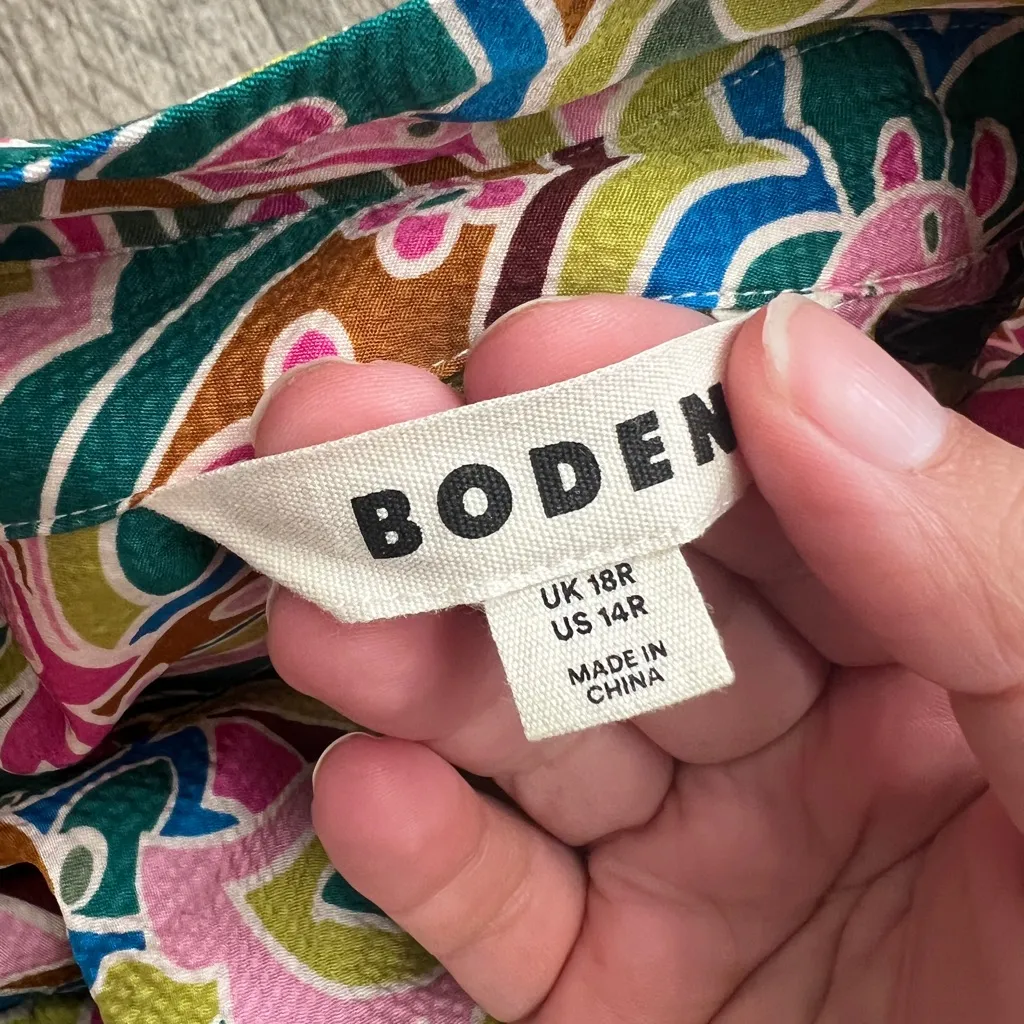 BODEN
UK 18R
US 14R
MADE IN
CHINA